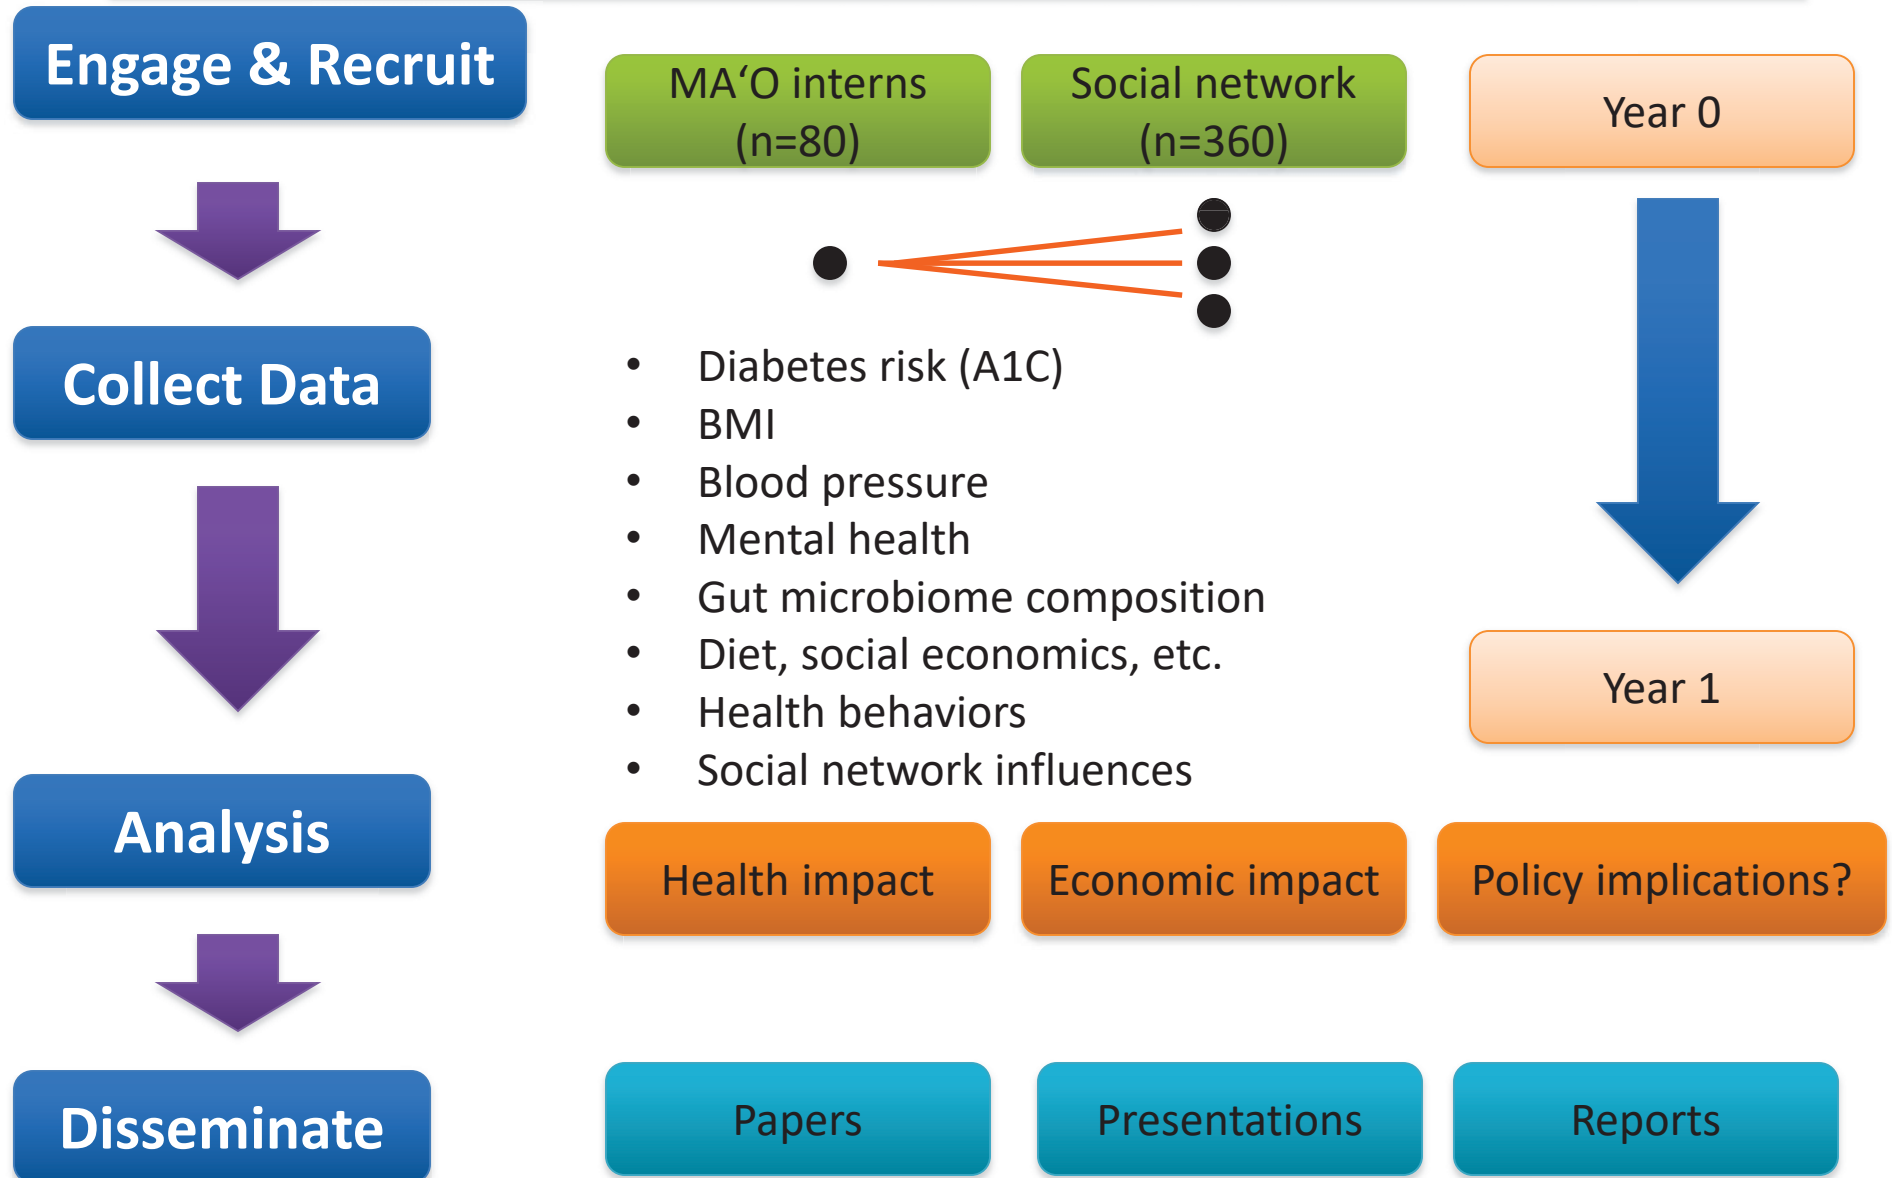 Engage & Recruit
MA‘O interns
(n=80)
Social network
(n=360)
Year 0
Collect Data
• Diabetes risk (A1C)
• BMI
• Blood pressure
• Mental health
• Gut microbiome composition
• Diet, social economics, etc.
• Health behaviors
• Social network influences
Year 1
Analysis
Health impact
Economic impact
Policy implications?
Disseminate
Papers
Presentations
Reports